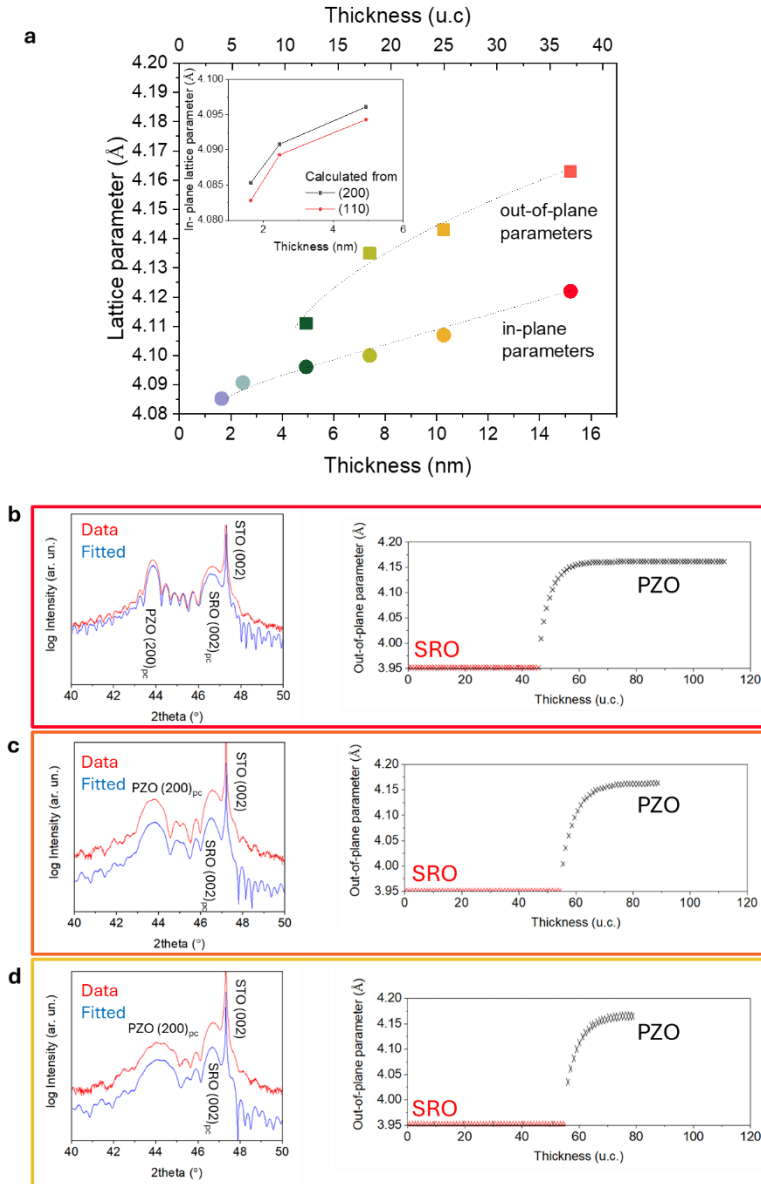 a
Thickness (u.c)
0 5 10 15 20 25 30 35 40
Lattice parameter (Å)
4.20
4.19
4.18
4.17
4.16
4.15
4.14
4.13
4.12
4.11
4.10
4.09
4.08
In- plane lattice parameter (Å)
4.100
4.095
4.090
4.085
4.080
Calculated from
(200)
(110)
2 4 6
Thickness (nm)
out-of-plane
parameters
in-plane
parameters
0 2 4 6 8 10 12 14 16
Thickness (nm)
b
log Intensity (ar. un.)
Data
Fitted
PZO (200)pc
SRO (002)pc
STO (002)
40 42 44 46 48 50
2theta (°)
Out-of-plane parameter (Å)
4.20
4.15
4.10
4.05
4.00
3.95
SRO
PZO
0 20 40 60 80 100 120
Thickness (u.c.)
c
log Intensity (ar. un.)
Data
Fitted
PZO (200)pc
SRO (002)pc
STO (002)
40 42 44 46 48 50
2theta (°)
Out-of-plane parameter (Å)
4.20
4.15
4.10
4.05
4.00
3.95
SRO
PZO
0 20 40 60 80 100 120
Thickness (u.c.)
d
log Intensity (ar. un.)
Data
Fitted
PZO (200)pc
SRO (002)pc
STO (002)
40 42 44 46 48 50
2theta (°)
Out-of-plane parameter (Å)
4.20
4.15
4.10
4.05
4.00
3.95
SRO
PZO
0 20 40 60 80 100 120
Thickness (u.c.)